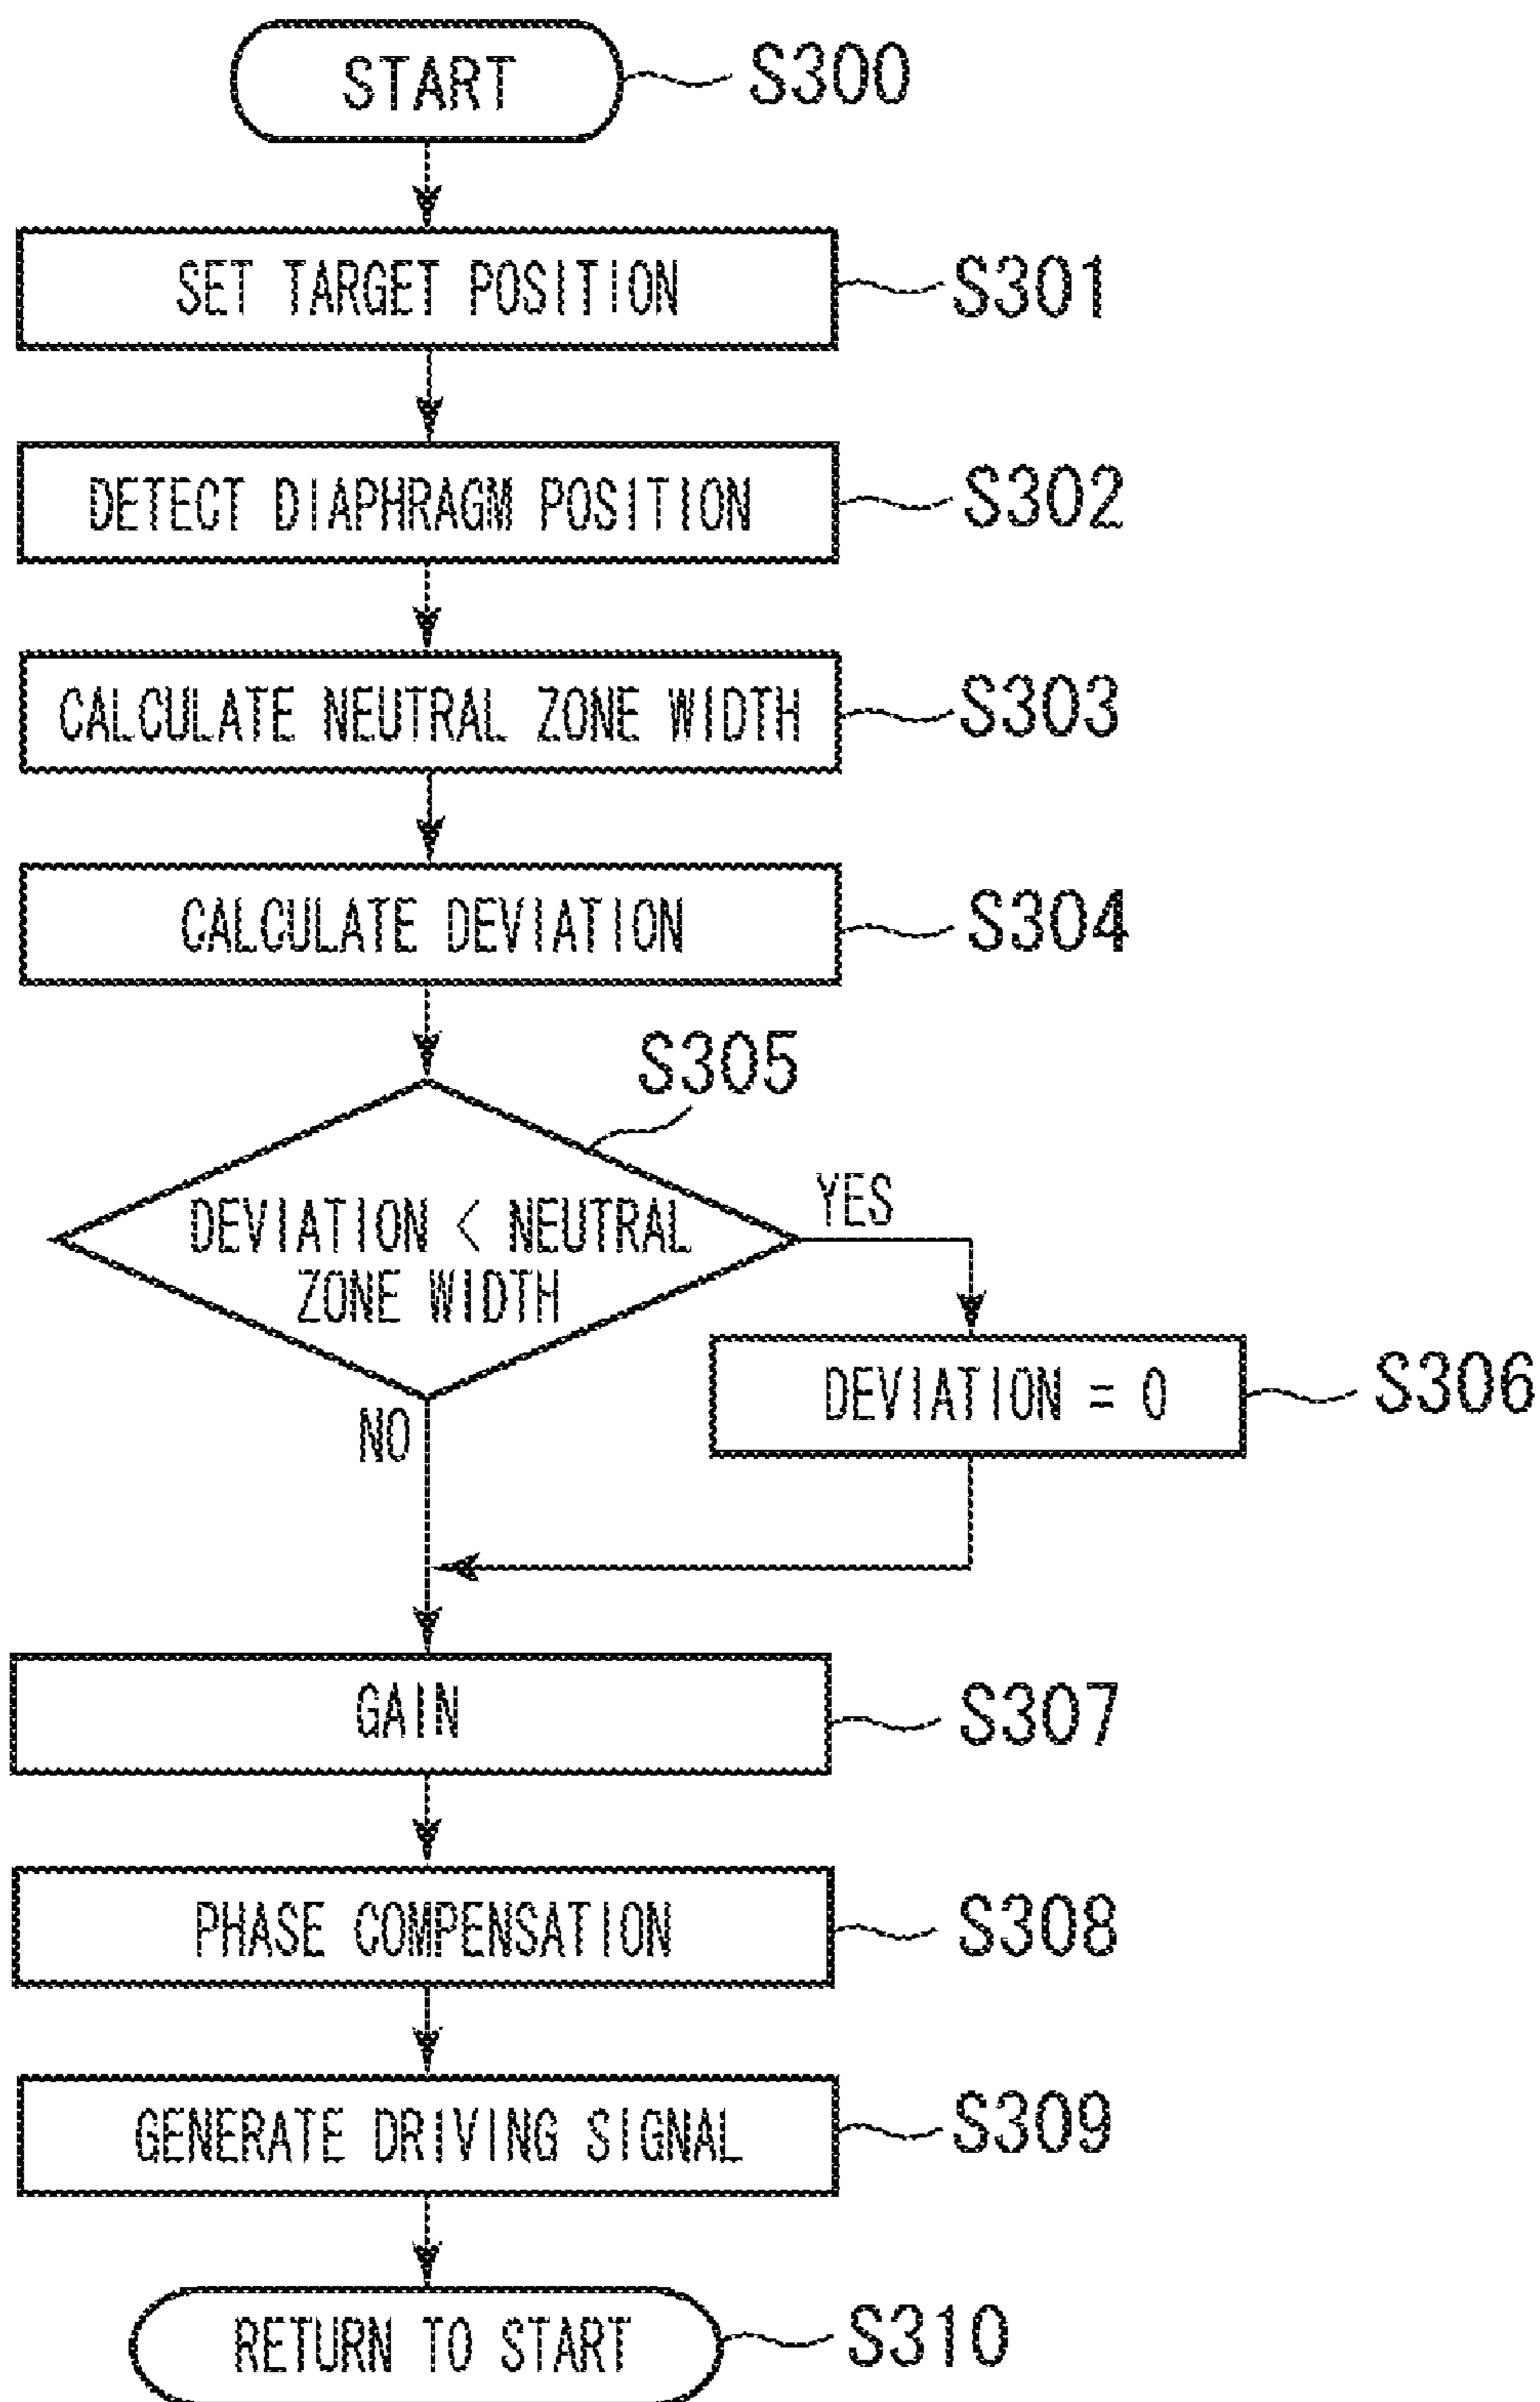 START
S300
SET TARGET POSITION
S301
DETECT DIAPHRAGM POSITION
S302
CALCULATE NEUTRAL ZONE WIDTH
S303
CALCULATE DEVIATION
S304
S305
DEVIATION < NEUTRAL
ZONE WIDTH
YES
DEVIATION = 0
S306
NO
GAIN
S307
PHASE COMPENSATION
S308
GENERATE DRIVING SIGNAL
S309
RETURN TO START
S310